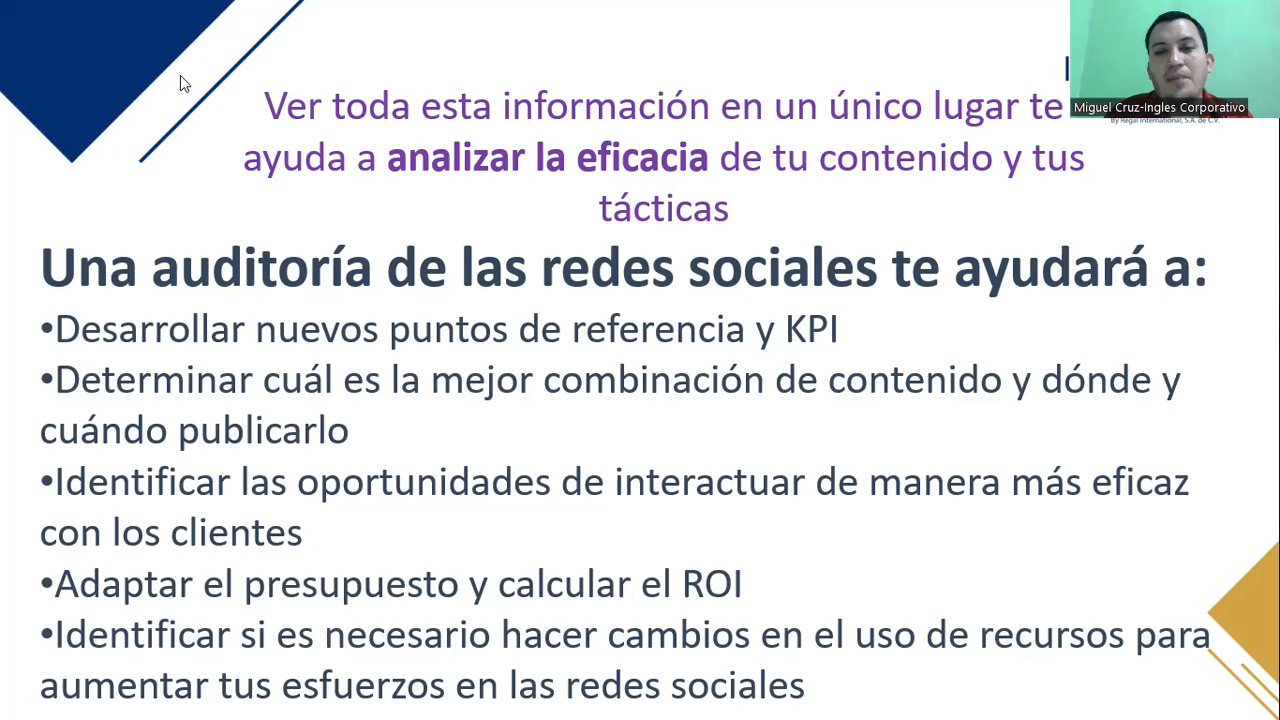 Ver toda esta información en un único lugar te
ayuda a analizar la eficacia de tu contenido y tus
tácticas
Miguel Cruz-Ingles Corporativo
By Regal International, S.A. de C.V.
Una auditoría de las redes sociales te ayudará a:
•Desarrollar nuevos puntos de referencia y KPI
•Determinar cuál es la mejor combinación de contenido y dónde y
cuándo publicarlo
•Identificar las oportunidades de interactuar de manera más eficaz
con los clientes
•Adaptar el presupuesto y calcular el ROI
•Identificar si es necesario hacer cambios en el uso de recursos para
aumentar tus esfuerzos en las redes sociales